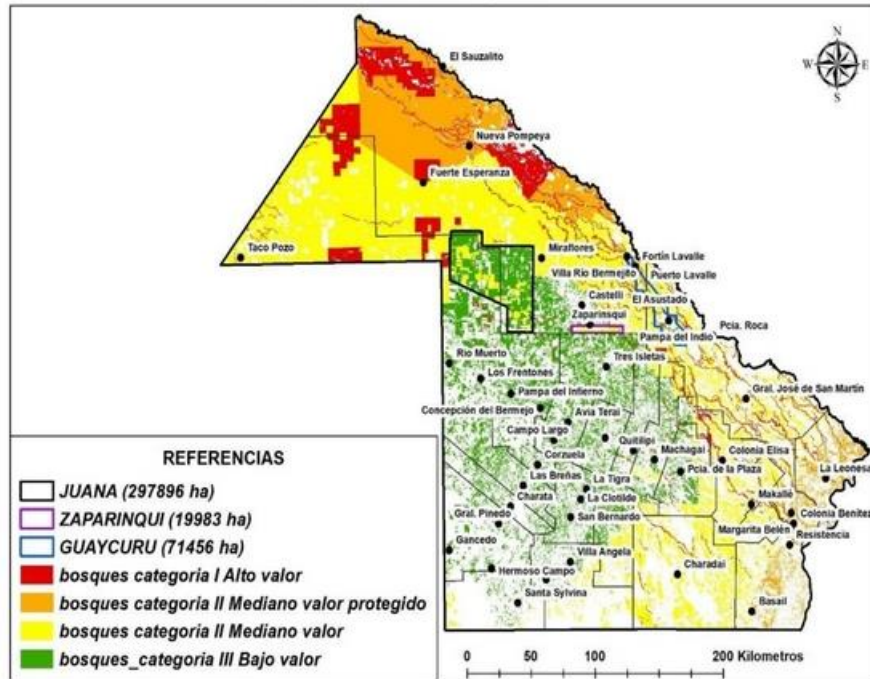 N
W
E
S
El Sauzalito
Nueva Pompeya
Fuerte Esperanza
Taco Pozo
Miraflores
Fortín Lavalle
Villa Río Bermejito
Puerto Lavalle
Castelli
El Asustado
Zaparinsqui
Pcia. Roca
Pampa del Indio
Río Muerto
Tres Isletas
Los Frentones
Pampa del Infierno
Gral. José de San Martín
Concepción del Bermejo
Avia Terai
Campo Largo
Quitilipi
Corzuela
Machagai
Colonia Elisa
Las Breñas
Pcia. de la Plaza
La Leonesa
La Tigra
Charata
La Clotilde
Makallé
Gral. Pinedo
San Bernardo
Colonia Benítez
Margarita Belén
Resistencia
Gancedo
Villa Angela
Hermoso Campo
Charadai
Santa Sylvina
Basail
REFERENCIAS
JUANA (297896 ha)
ZAPARINQUI (19983 ha)
GUAYCURU (71456 ha)
bosques categoria I Alto valor
bosques categoria II Mediano valor protegido
bosques categoria II Mediano valor
bosques_categoria III Bajo valor
0 50 100 200 Kilometros